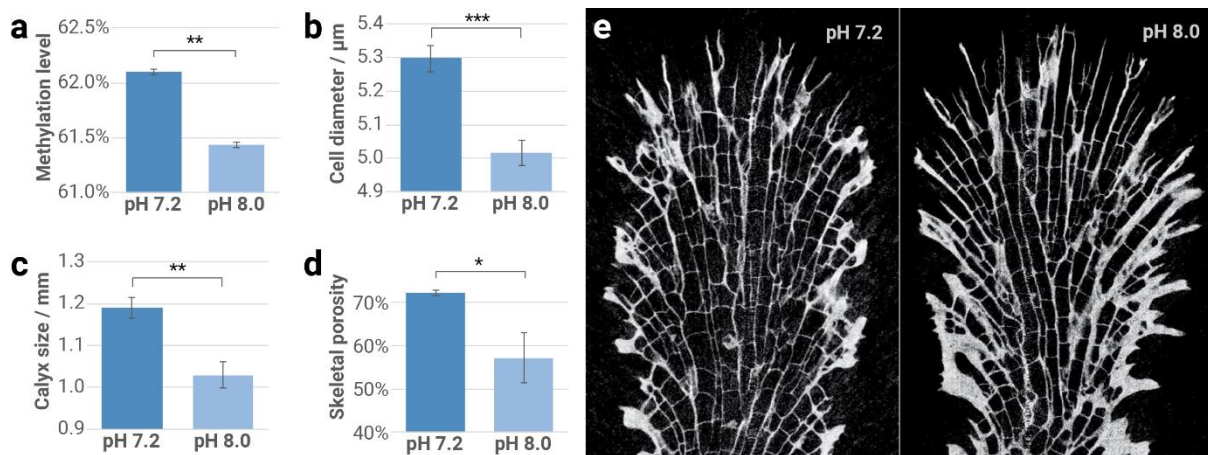 a
Methylation level
62.5%
62.0%
61.5%
61.0%
**
pH 7.2 pH 8.0
b
Cell diameter / µm
5.4
5.3
5.2
5.1
5.0
4.9
***
pH 7.2 pH 8.0
c
Calyx size / mm
1.3
1.2
1.1
1.0
0.9
**
pH 7.2 pH 8.0
d
Skeletal porosity
70%
60%
50%
40%
*
pH 7.2 pH 8.0
e
pH 7.2
pH 8.0